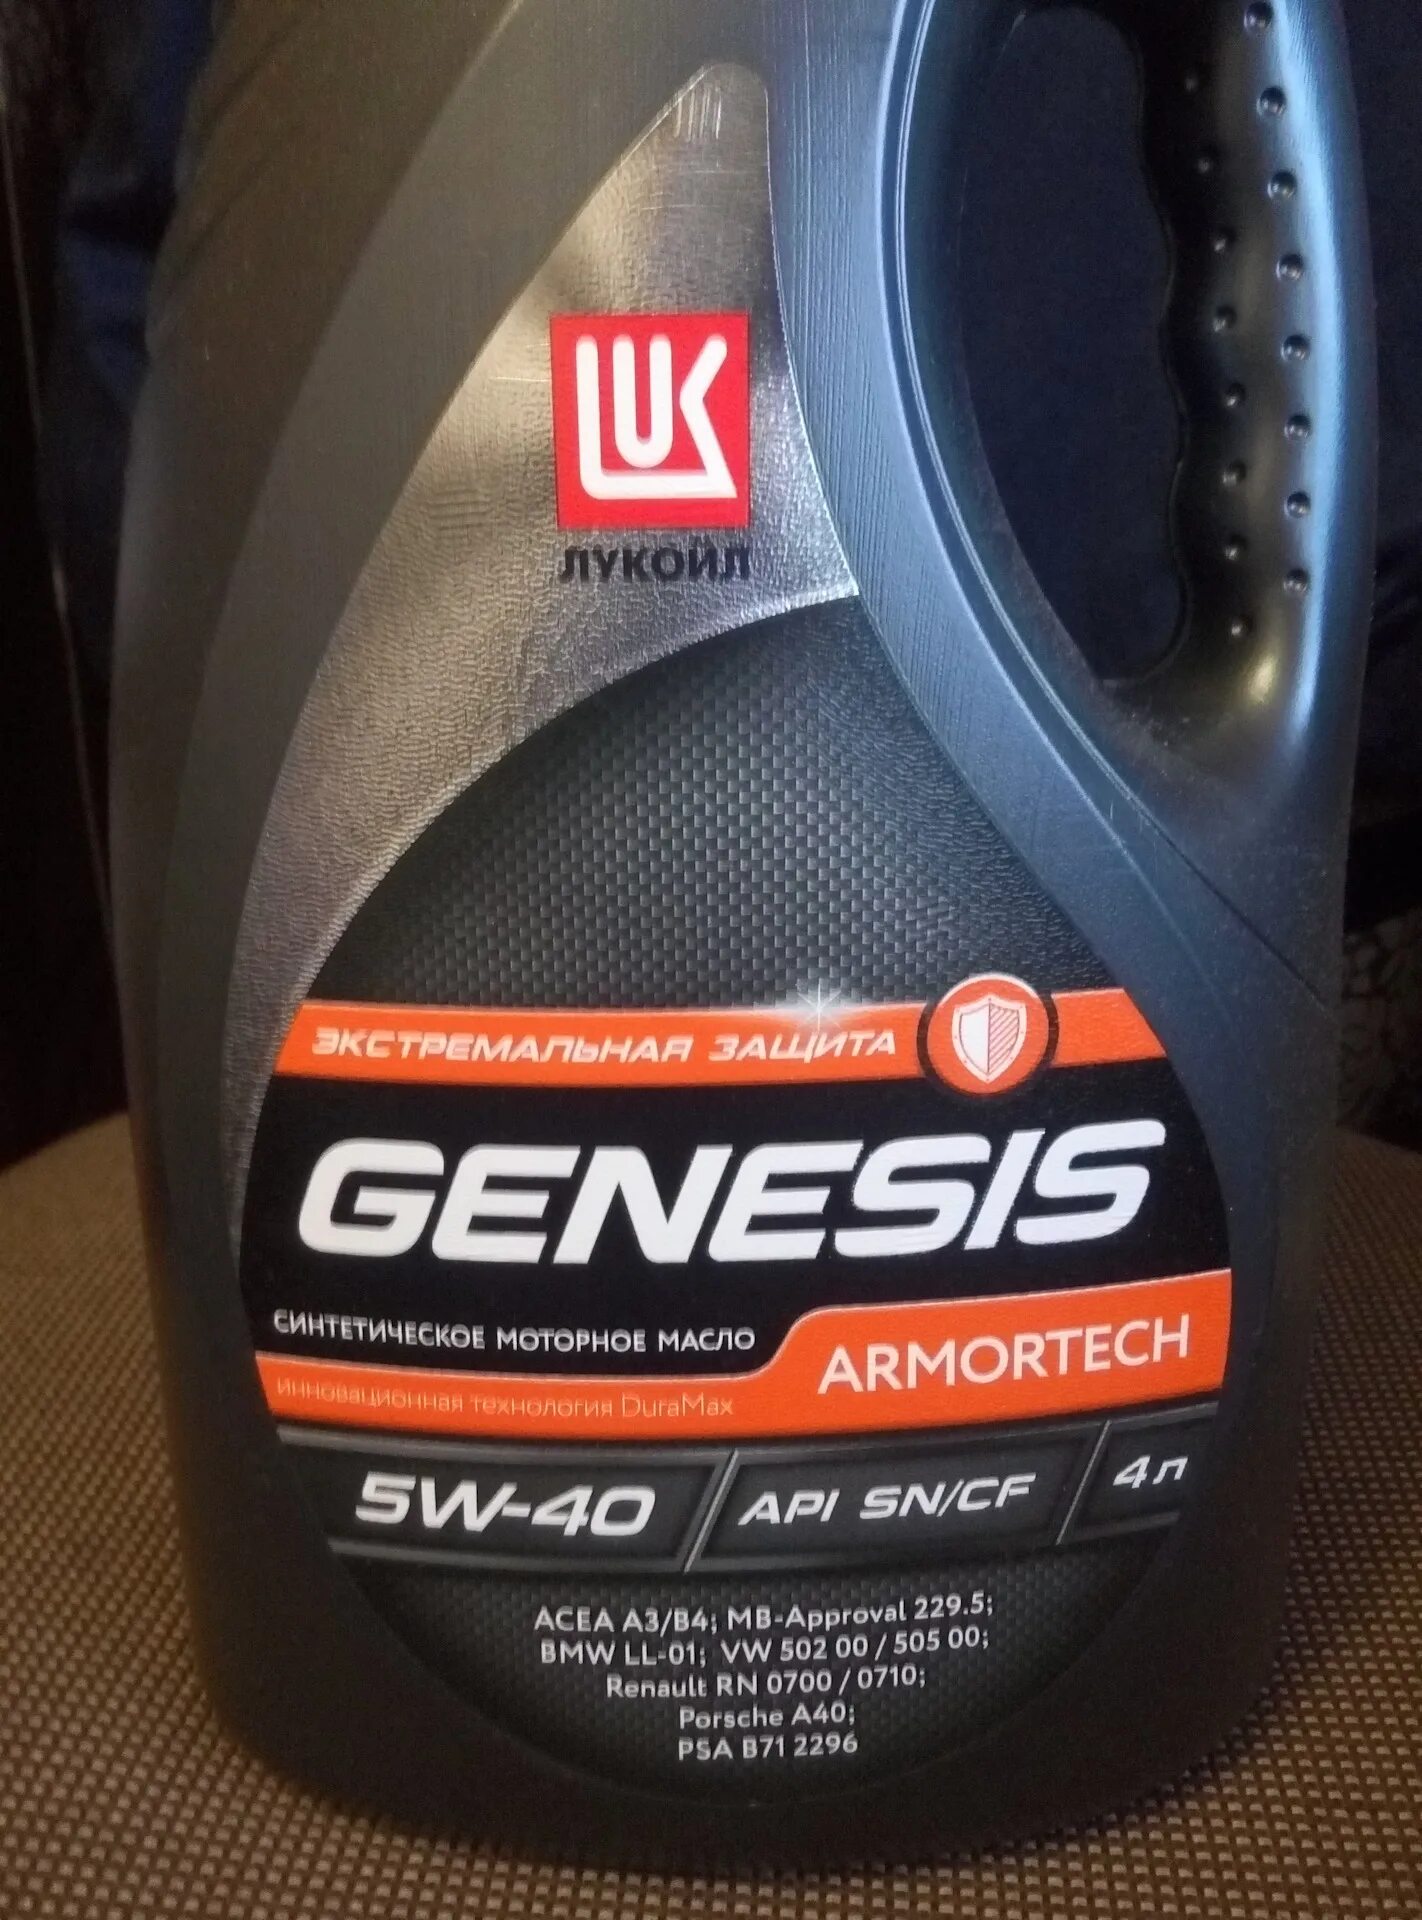 LUK
ЛУКОЙЛ
ЭКСТРЕМАЛЬНАЯ ЗАЩИТА
GENESIS
СИНТЕТИЧЕСКОЕ МОТОРНОЕ МАСЛО
ARMORTECH
инновационная технология DuraMax
5W-40 API SN/CF 4л
ACEA A3/B4; MB-Approval 229.5;
BMW LL-01; VW 502 00 / 505 00;
Renault RN 0700 / 0710;
Porsche A40;
PSA B71 2296